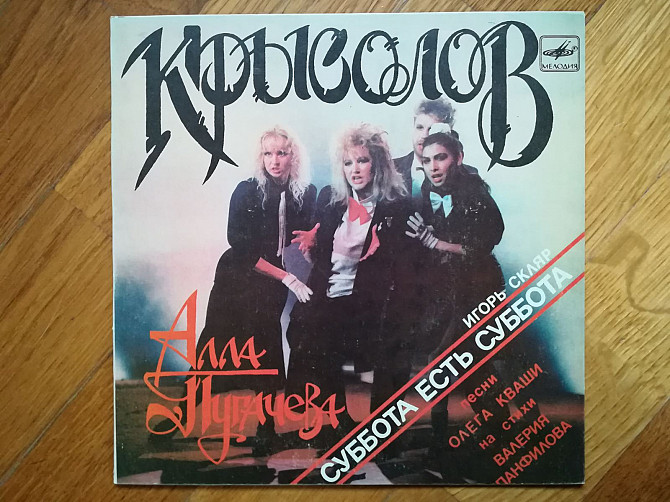 КРЫСОЛОВ
МЕЛОДИЯ
Алла
Пугачева
ИГОРЬ СКЛЯР
СУББОТА ЕСТЬ СУББОТА
песни
ОЛЕГА КВАШИ
на стихи
ВАЛЕРИЯ
ПАНФИЛОВА